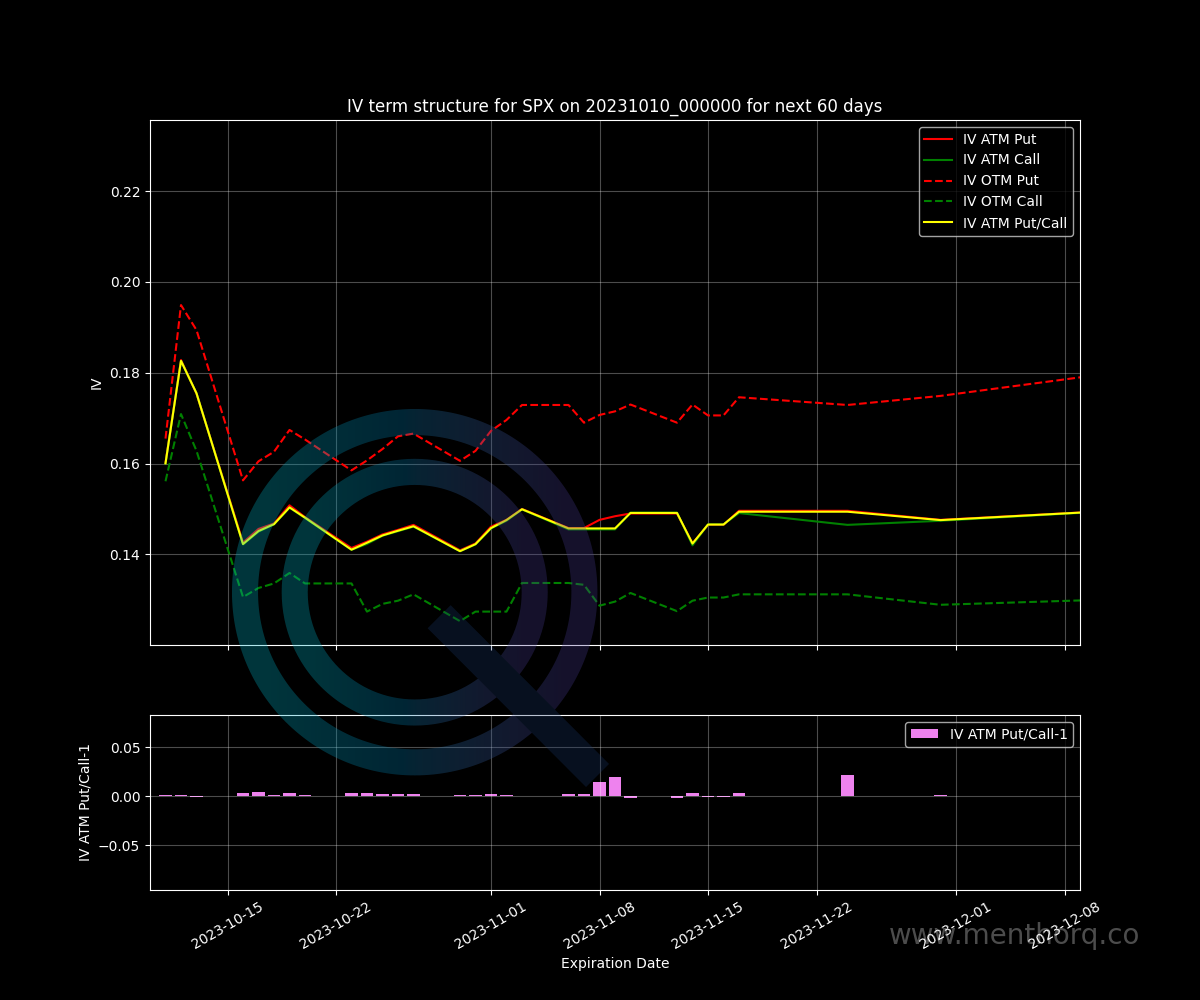 IV term structure for SPX on 20231010_000000 for next 60 days
IV ATM Put
IV ATM Call
IV OTM Put
IV OTM Call
IV ATM Put/Call
0.22
0.20
0.18
0.16
0.14
IV
IV ATM Put/Call-1
0.05
0.00
−0.05
IV ATM Put/Call-1
2023-10-15
2023-10-22
2023-11-01
2023-11-08
2023-11-15
2023-11-22
2023-12-01
2023-12-08
www.menthorq.co
Expiration Date